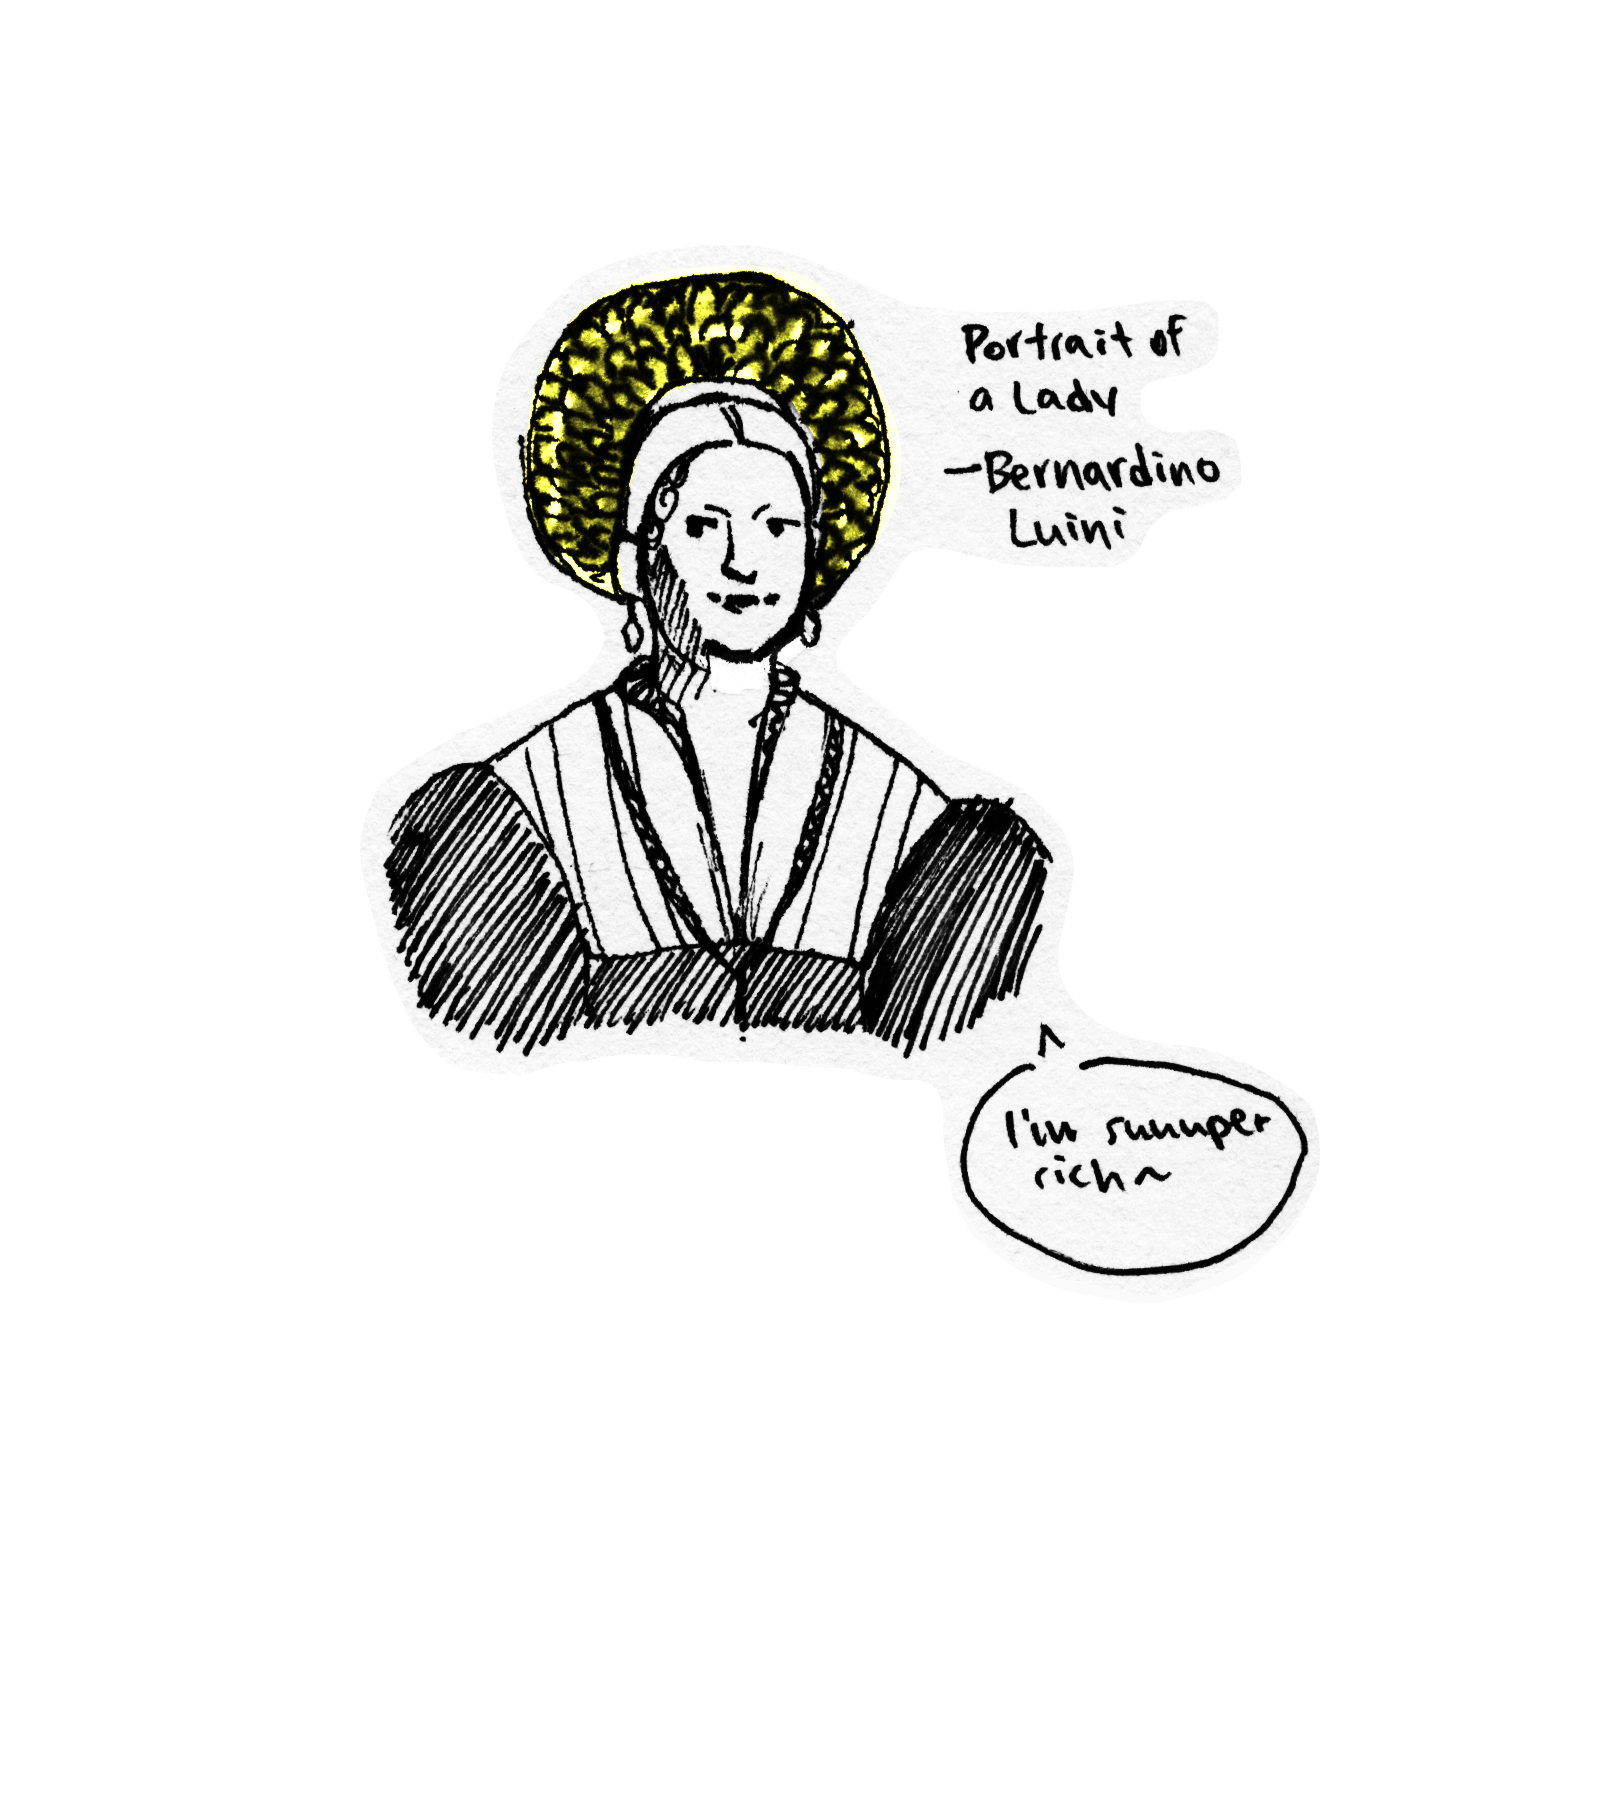 Portrait of
a Lady
—Bernardino
Luini
I'm suuuper
rich~